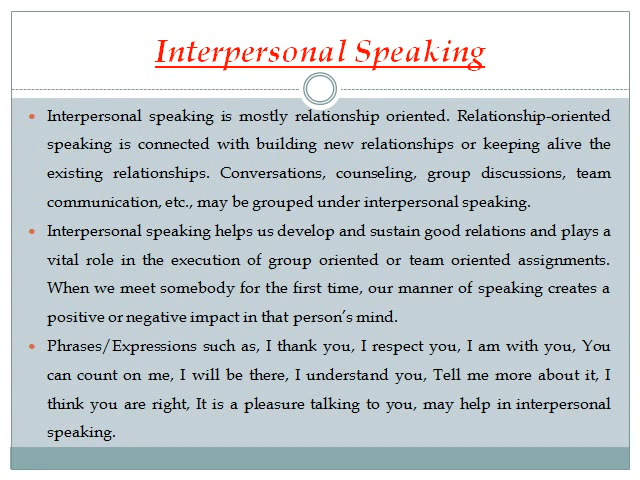 Interpersonal Speaking
• Interpersonal speaking is mostly relationship oriented. Relationship-oriented
speaking is connected with building new relationships or keeping alive the
existing relationships. Conversations, counseling, group discussions, team
communication, etc., may be grouped under interpersonal speaking.
• Interpersonal speaking helps us develop and sustain good relations and plays a
vital role in the execution of group oriented or team oriented assignments.
When we meet somebody for the first time, our manner of speaking creates a
positive or negative impact in that person's mind.
• Phrases/Expressions such as, I thank you, I respect you, I am with you, You
can count on me, I will be there, I understand you, Tell me more about it, I
think you are right, It is a pleasure talking to you, may help in interpersonal
speaking.